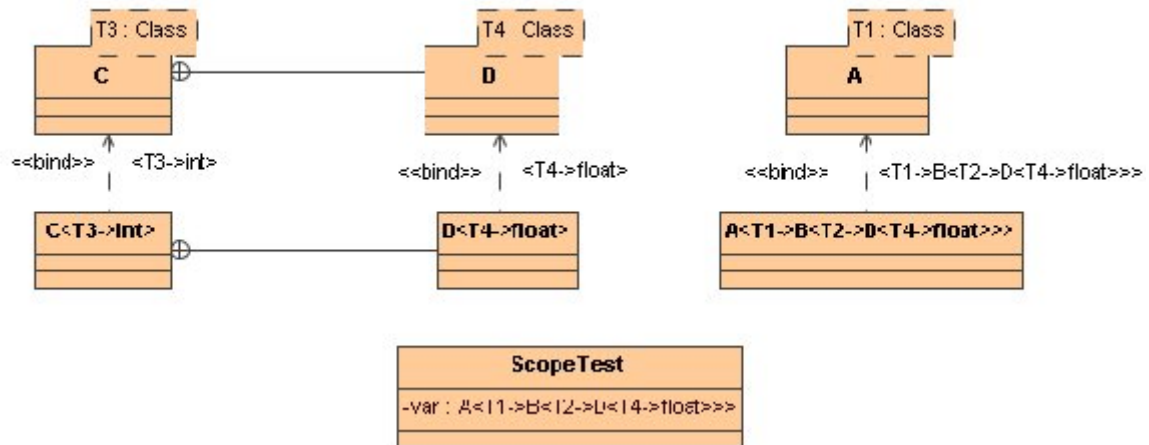 T3 : Class
T4 Class
T1 : Class
C
D
A
<<bind>> <T3->int>
<<bind>> <T4->float>
<<bind>> <T1->B<T2->D<T4->float>>>
C<T3->int>
D<T4->float>
A<T1->B<T2->D<T4->float>>>
ScopeTest
-var : A<T1->B<T2->D<T4->float>>>